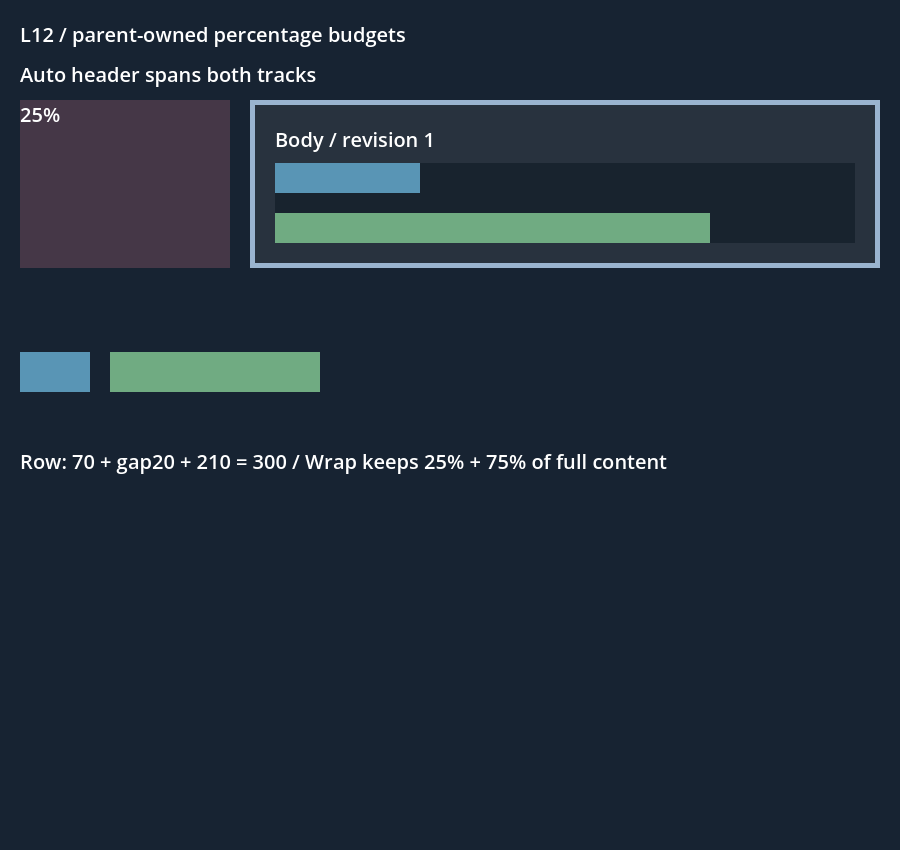 L12 / parent-owned percentage budgets
Auto header spans both tracks
25%
Body / revision 1
Row: 70 + gap20 + 210 = 300 / Wrap keeps 25% + 75% of full content